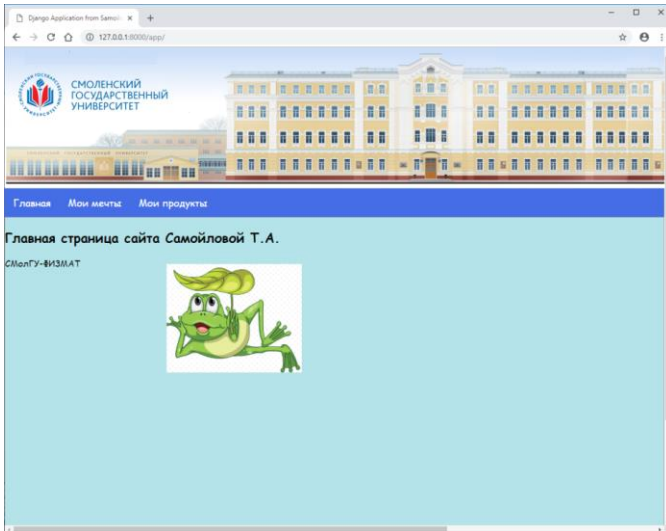 Django Application from Samoil
127.0.0.1:8000/app/
СМОЛЕНСКИЙ
ГОСУДАРСТВЕННЫЙ
УНИВЕРСИТЕТ
Главная Мои мечты Мои продукты
Главная страница сайта Самойловой Т.А.
СМолГУ-ФИЗМАТ